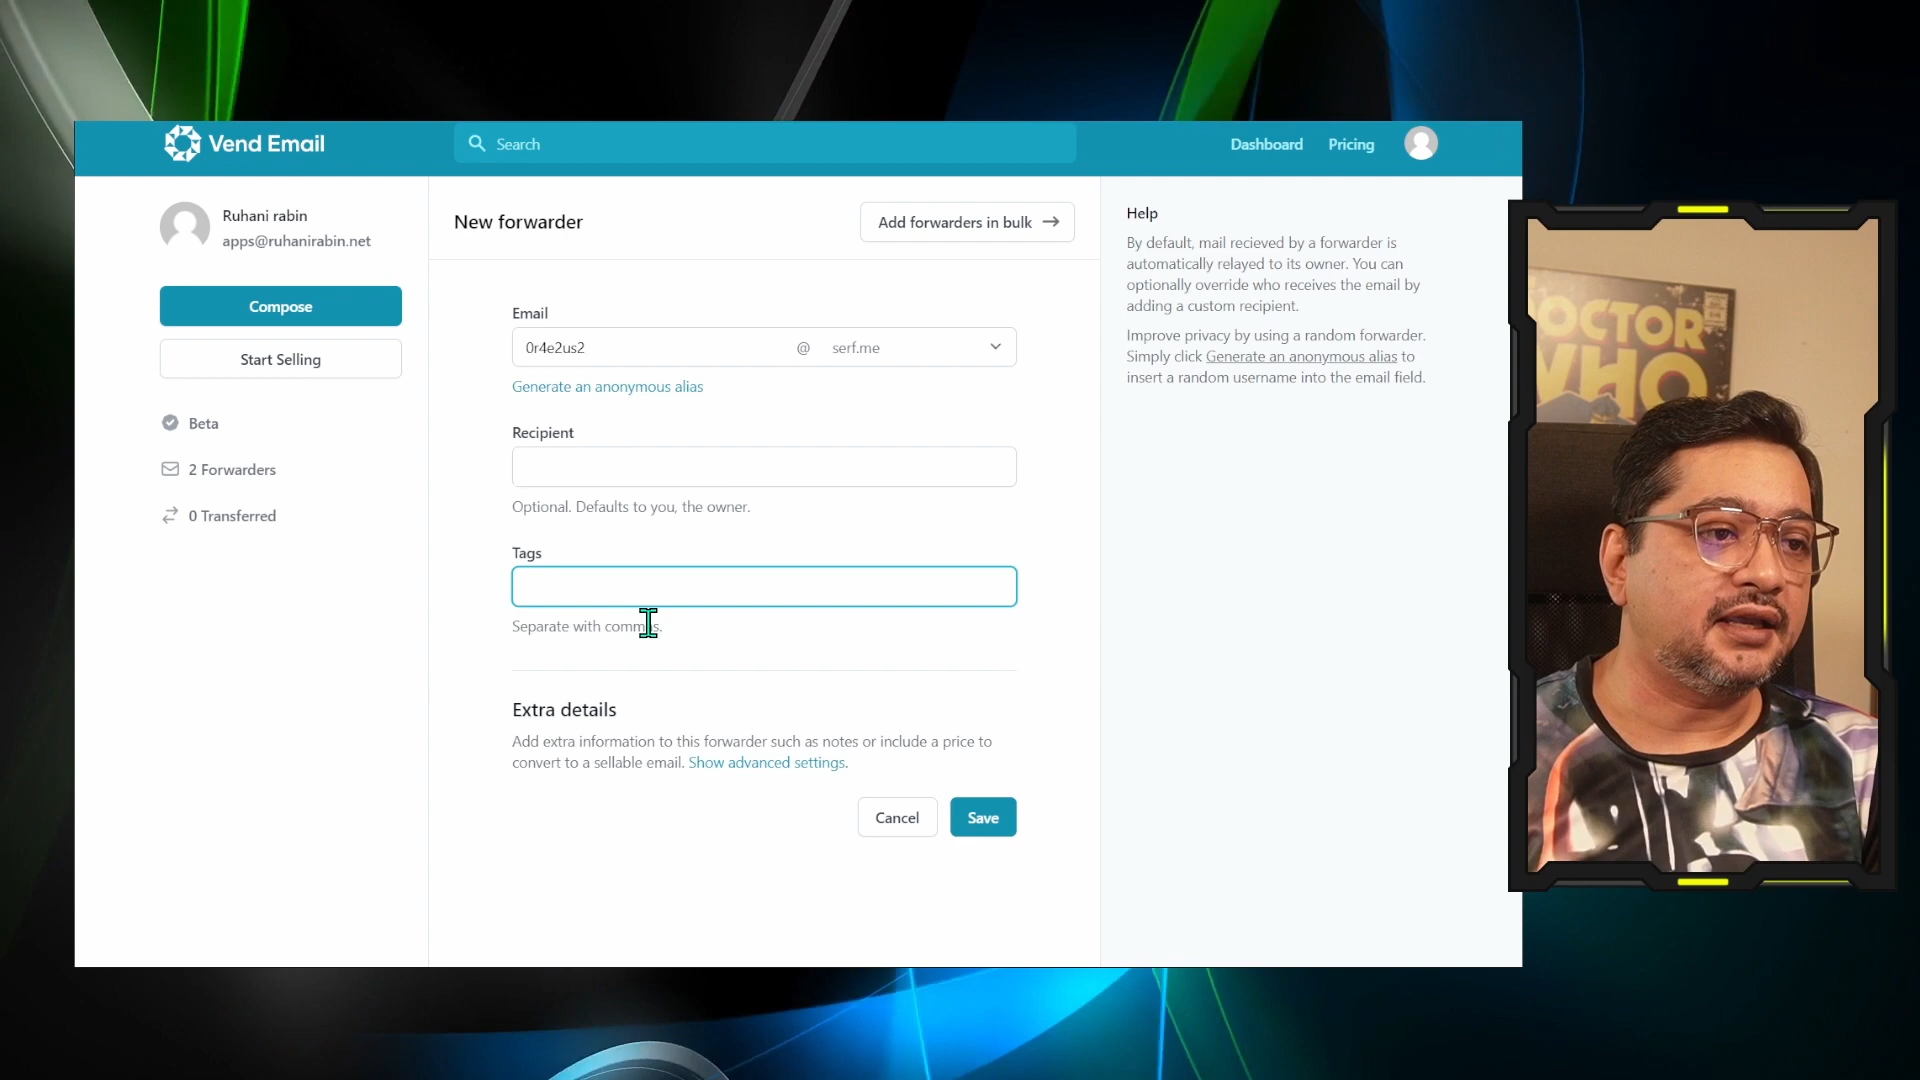 Vend Email
Search
Dashboard
Pricing
Ruhani rabin
apps@ruhanirabin.net
Compose
Start Selling
Beta
2 Forwarders
0 Transferred
New forwarder
Add forwarders in bulk →
Email
0r4e2us2 @ serf.me
Generate an anonymous alias
Recipient
Optional. Defaults to you, the owner.
Tags
Separate with commas.
Extra details
Add extra information to this forwarder such as notes or include a price to
convert to a sellable email. Show advanced settings.
Cancel
Save
Help
By default, mail recieved by a forwarder is
automatically relayed to its owner. You can
optionally override who receives the email by
adding a custom recipient.
Improve privacy by using a random forwarder.
Simply click Generate an anonymous alias to
insert a random username into the email field.
DOCTOR
WHO